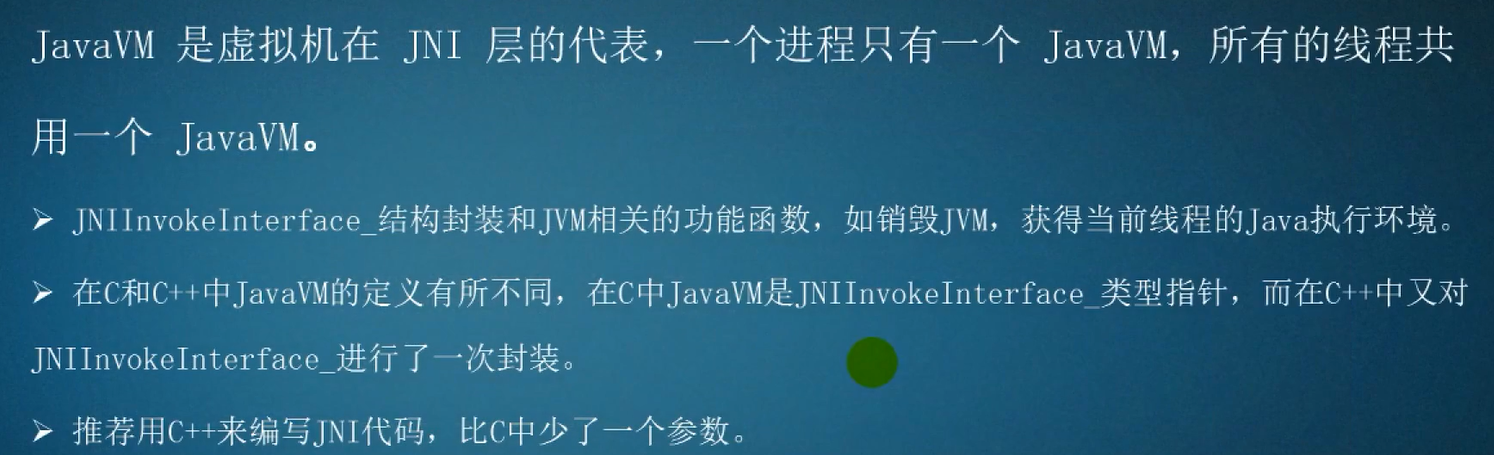 JavaVM 是虚拟机在 JNI 层的代表，一个进程只有一个 JavaVM，所有的线程共
用一个 JavaVM。
➢ JNIInvokeInterface_结构封装和JVM相关的功能函数，如销毁JVM，获得当前线程的Java执行环境。
➢ 在C和C++中JavaVM的定义有所不同，在C中JavaVM是JNIInvokeInterface_类型指针，而在C++中又对
JNIInvokeInterface_进行了一次封装。
➢ 推荐用C++来编写JNI代码，比C中少了一个参数。